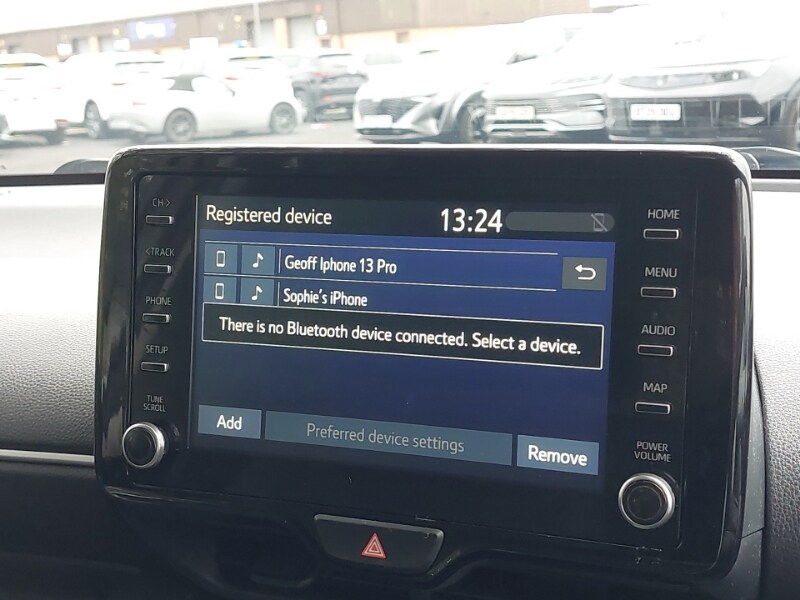 CH>
<TRACK
PHONE
SETUP
TUNE
SCROLL
Registered device 13:24
Geoff Iphone 13 Pro
Sophie's iPhone
There is no Bluetooth device connected. Select a device.
Add Preferred device settings Remove
HOME
MENU
AUDIO
MAP
POWER
VOLUME